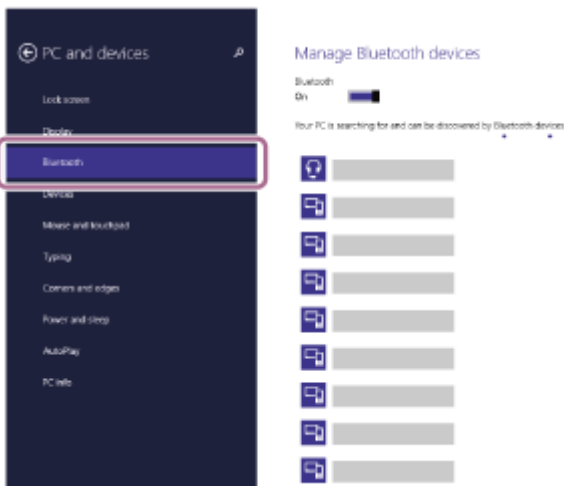 PC and devices
Lock screen
Display
Bluetooth
Devices
Mouse and touchpad
Typing
Corners and edges
Power and sleep
AutoPlay
PC info
Manage Bluetooth devices
Bluetooth
On
Your PC is searching for and can be discovered by Bluetooth devices